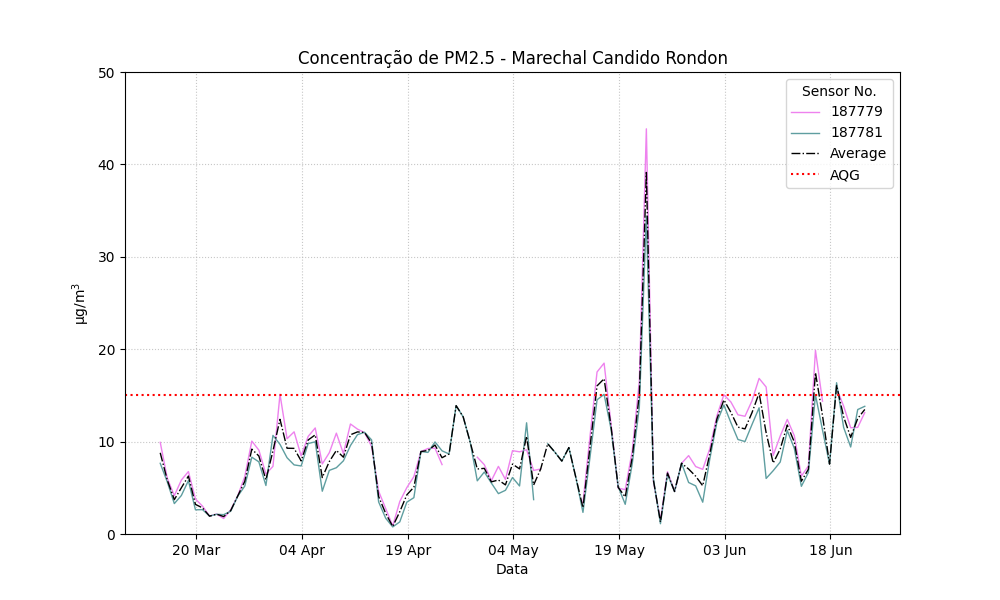 Concentração de PM2.5 - Marechal Candido Rondon
50
40
30
20
10
0
µg/m³
Sensor No.
187779
187781
Average
AQG
20 Mar
04 Apr
19 Apr
04 May
19 May
03 Jun
18 Jun
Data